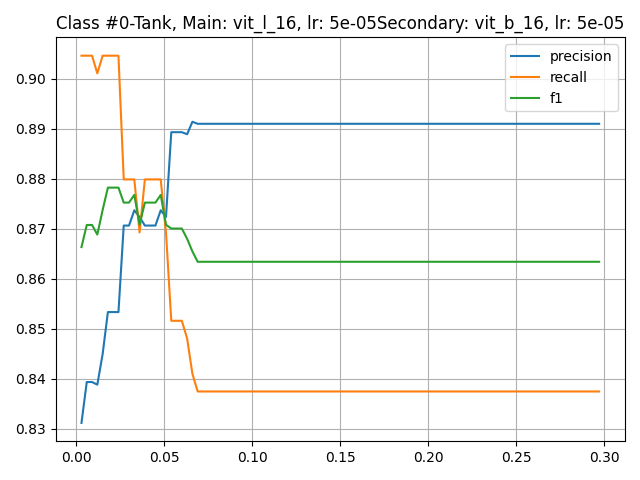 Class #0-Tank, Main: vit_l_16, lr: 5e-05Secondary: vit_b_16, lr: 5e-05
precision
recall
f1
0.90
0.89
0.88
0.87
0.86
0.85
0.84
0.83
0.00 0.05 0.10 0.15 0.20 0.25 0.30